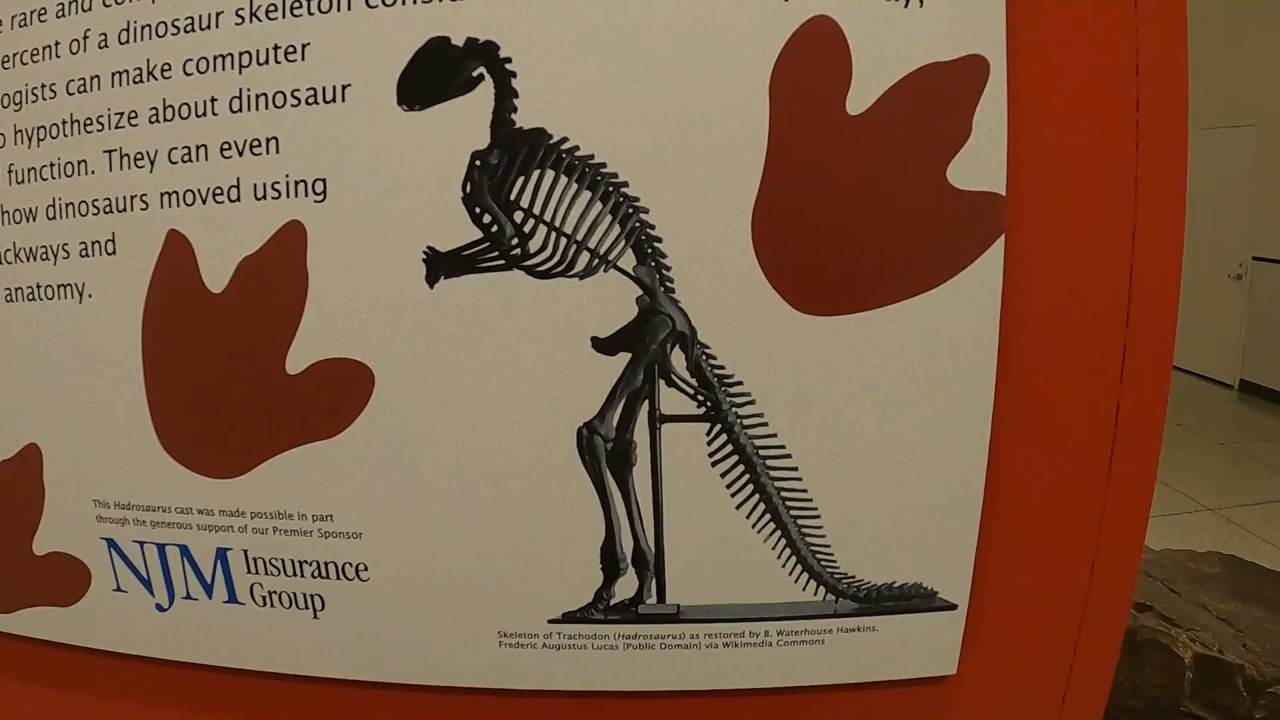 rare and
percent of a dinosaur skeleton
ogists can make computer
hypothesize about dinosaur
function. They can even
how dinosaurs moved using
ackways and
anatomy.
This Hadrosaurus cast was made possible in part
through the generous support of our Premier Sponsor
NJM Insurance
Group
Skeleton of Trachodon (Hadrosaurus) as restored by B. Waterhouse Hawkins.
Frederic Augustus Lucas [Public Domain] via Wikimedia Commons